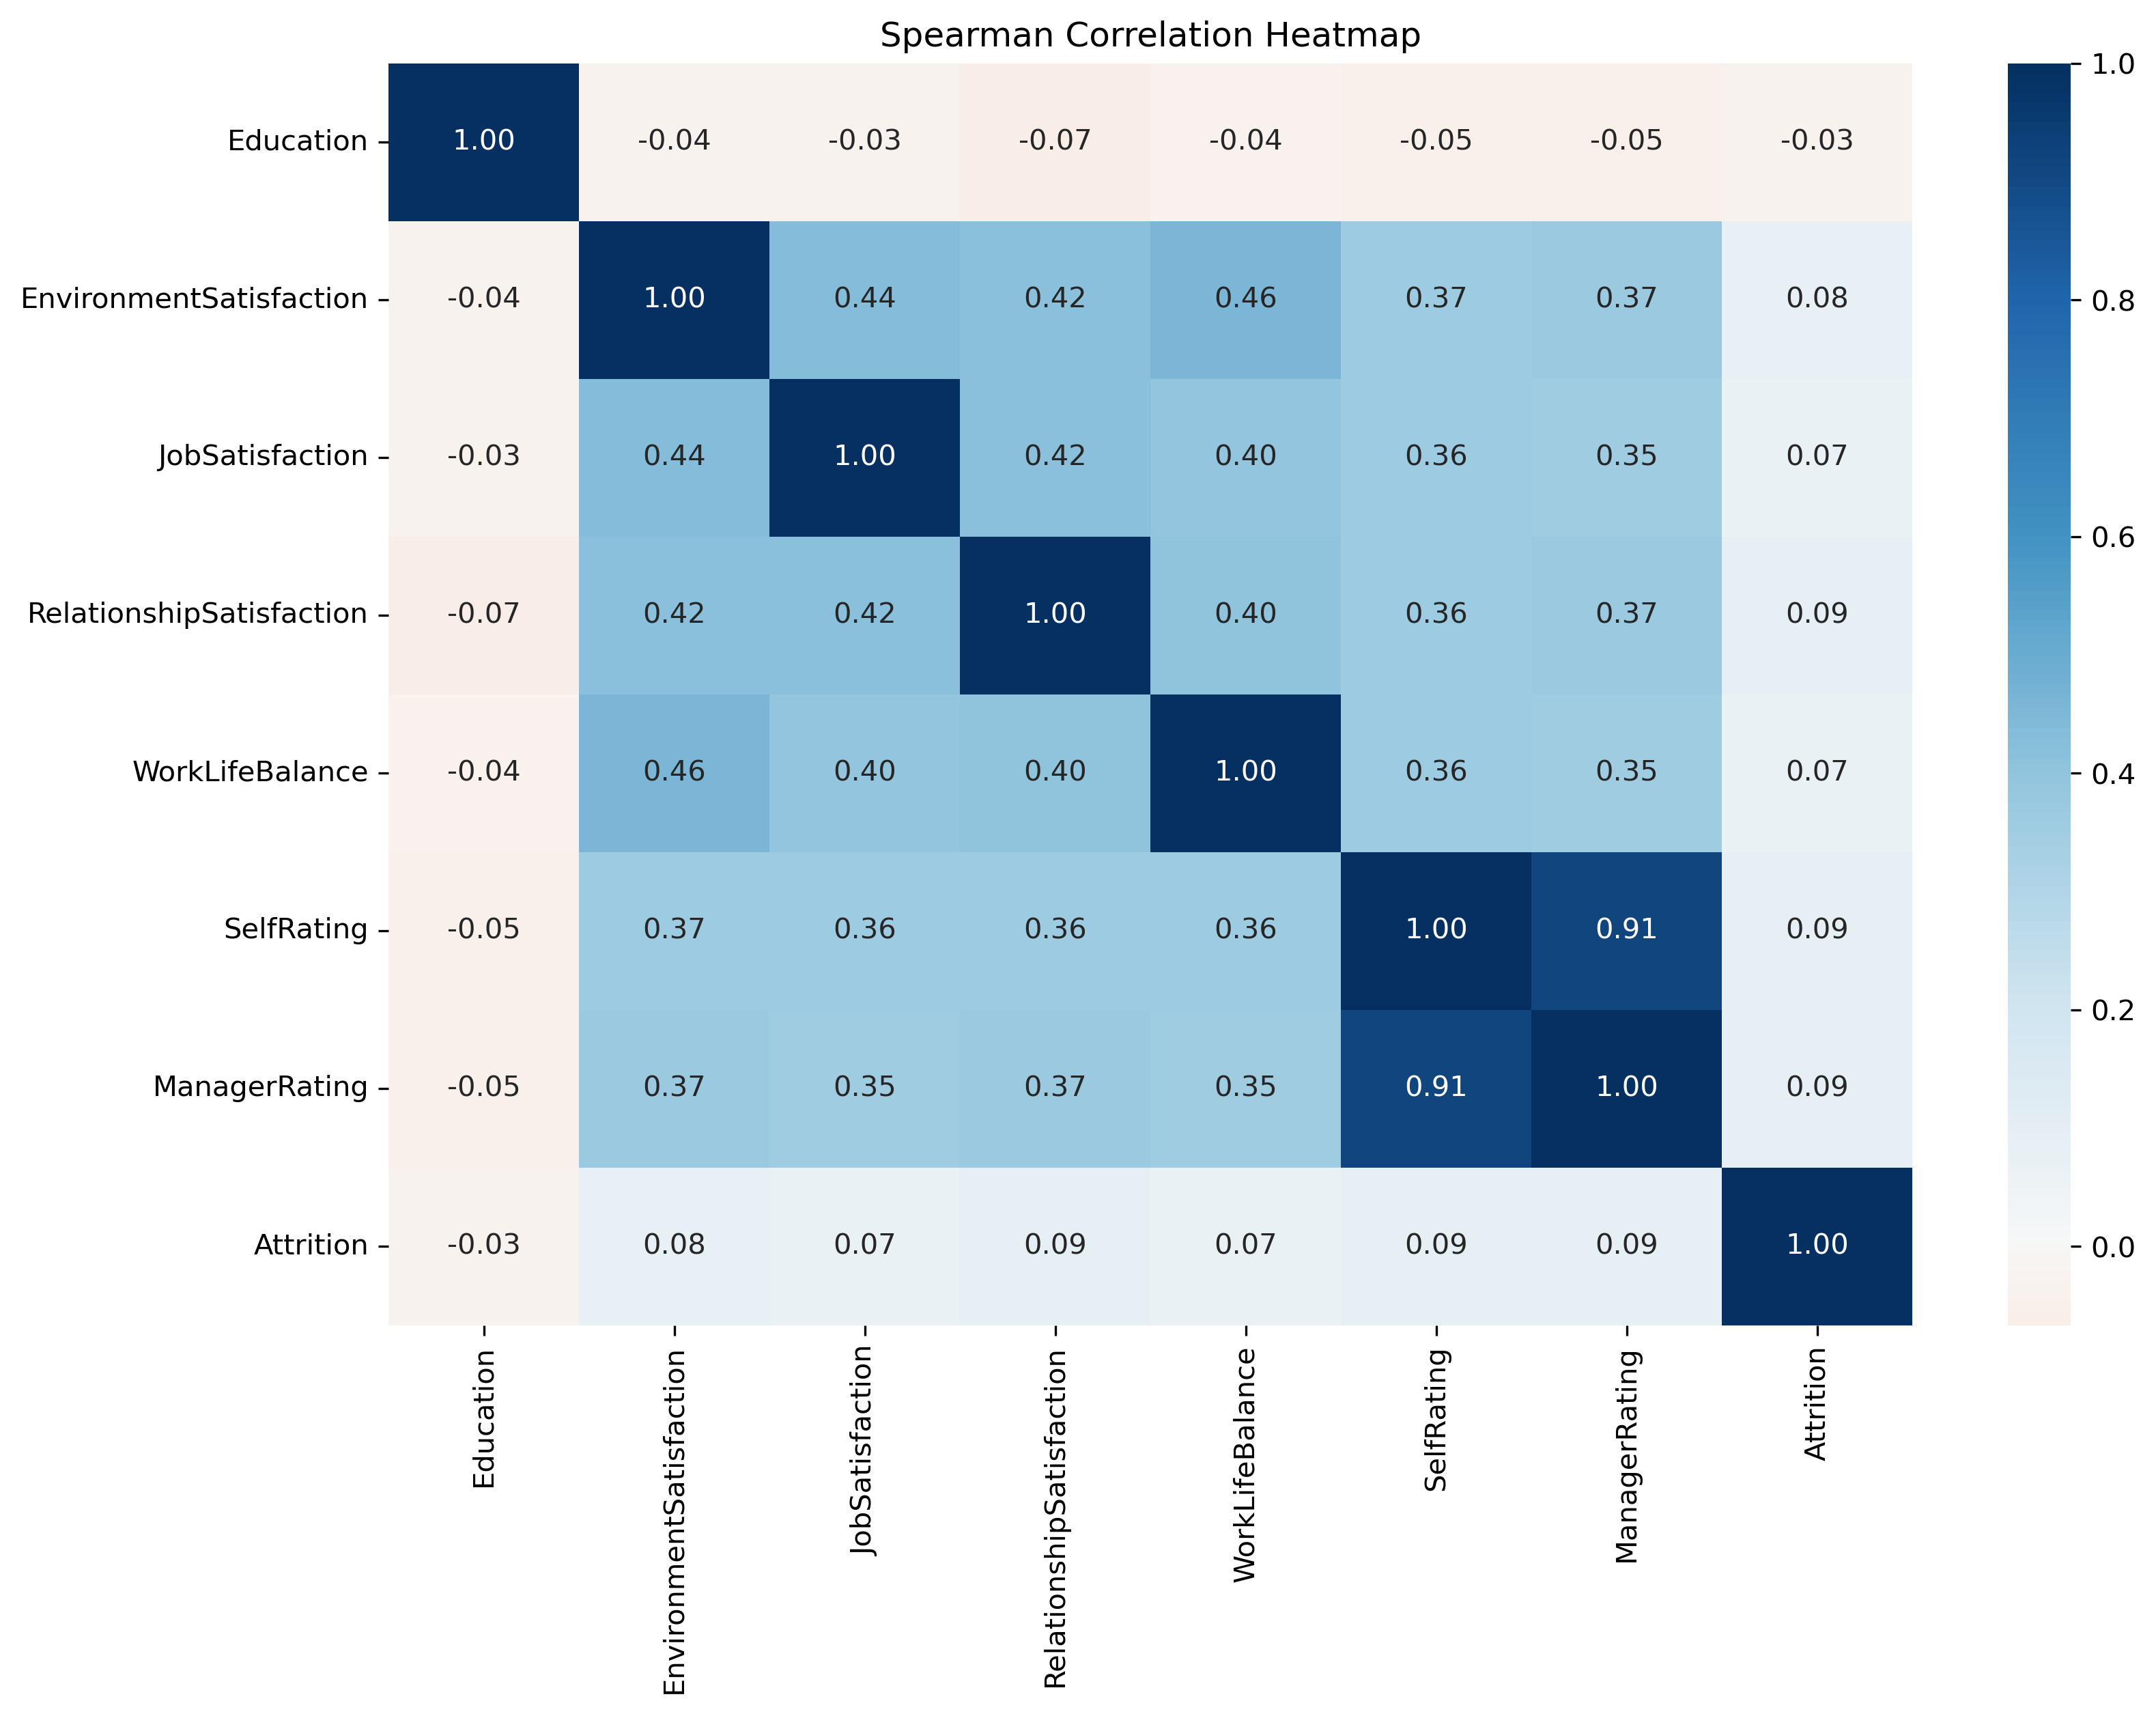 Spearman Correlation Heatmap
Education 1.00 -0.04 -0.03 -0.07 -0.04 -0.05 -0.05 -0.03
EnvironmentSatisfaction -0.04 1.00 0.44 0.42 0.46 0.37 0.37 0.08
JobSatisfaction -0.03 0.44 1.00 0.42 0.40 0.36 0.35 0.07
RelationshipSatisfaction -0.07 0.42 0.42 1.00 0.40 0.36 0.37 0.09
WorkLifeBalance -0.04 0.46 0.40 0.40 1.00 0.36 0.35 0.07
SelfRating -0.05 0.37 0.36 0.36 0.36 1.00 0.91 0.09
ManagerRating -0.05 0.37 0.35 0.37 0.35 0.91 1.00 0.09
Attrition -0.03 0.08 0.07 0.09 0.07 0.09 0.09 1.00
Education
EnvironmentSatisfaction
JobSatisfaction
RelationshipSatisfaction
WorkLifeBalance
SelfRating
ManagerRating
Attrition
1.0
0.8
0.6
0.4
0.2
0.0